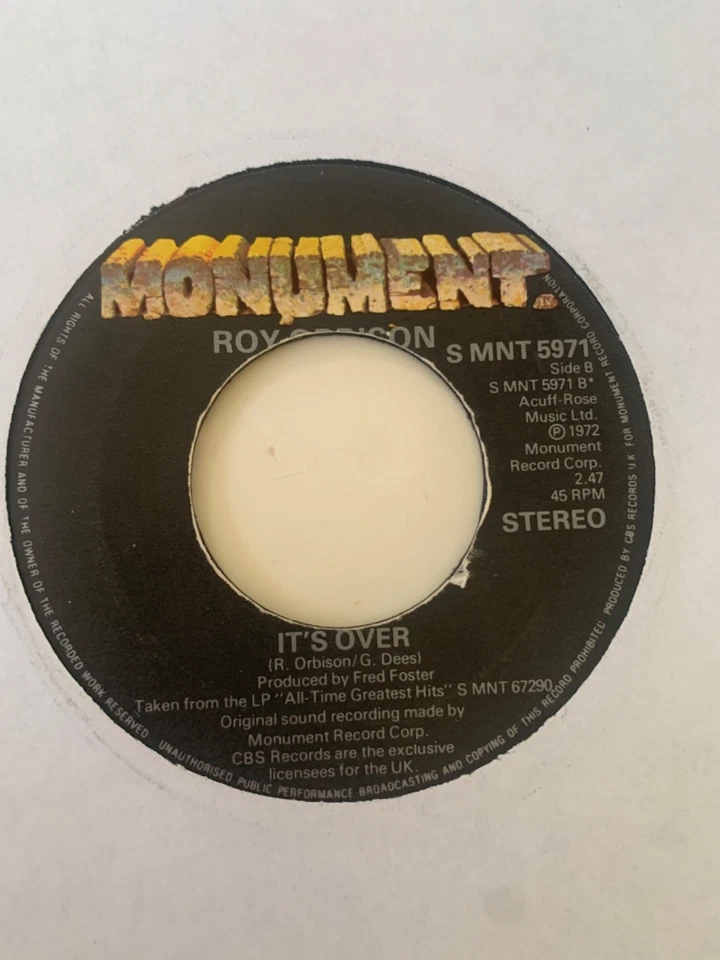 MONUMENT
ROY ORBISON
S MNT 5971
Side B
S MNT 5971 B*
Acuff-Rose
Music Ltd.
Ⓟ 1972
Monument
Record Corp.
2.47
45 RPM
STEREO
IT'S OVER
(R. Orbison/G. Dees)
Produced by Fred Foster
Taken from the LP "All-Time Greatest Hits" S MNT 67290
Original sound recording made by
Monument Record Corp.
CBS Records are the exclusive
licensees for the UK.
ALL RIGHTS OF THE MANUFACTURER AND OF THE OWNER OF THE RECORDED WORK RESERVED UNAUTHORISED PUBLIC PERFORMANCE BROADCASTING AND COPYING OF THIS RECORD PROHIBITED PRODUCED BY CBS RECORDS UK FOR MONUMENT RECORD CORPORATION